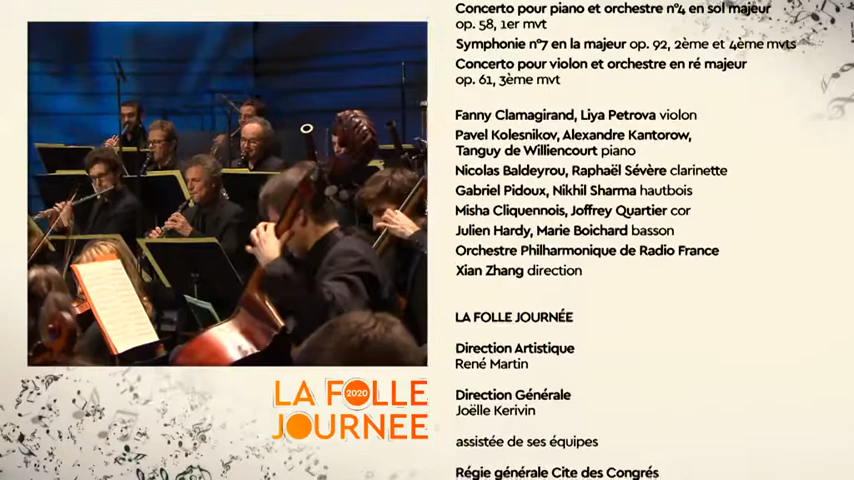 Concerto pour piano et orchestre n°4 en sol majeur
op. 58, 1er mvt
Symphonie n°7 en la majeur op. 92, 2ème et 4ème mvts
Concerto pour violon et orchestre en ré majeur
op. 61, 3ème mvt
Fanny Clamagirand, Liya Petrova violon
Pavel Kolesnikov, Alexandre Kantorow,
Tanguy de Williencourt piano
Nicolas Baldeyrou, Raphaël Sévère clarinette
Gabriel Pidoux, Nikhil Sharma hautbois
Misha Cliquennois, Joffrey Quartier cor
Julien Hardy, Marie Boichard basson
Orchestre Philharmonique de Radio France
Xian Zhang direction
LA FOLLE JOURNÉE
Direction Artistique
René Martin
Direction Générale
Joëlle Kerivin
assistée de ses équipes
Régie générale Cite des Congrés
LA FOLLE
2020
JOURNÉE